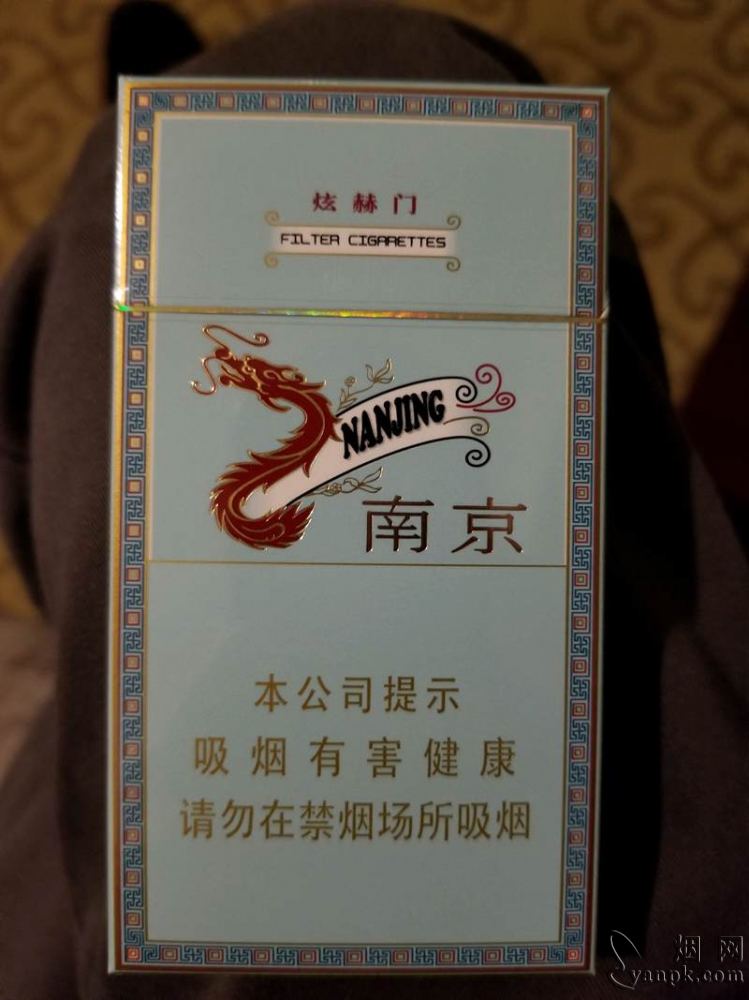 炫赫门
FILTER CIGARETTES
NANJING
南京
本公司提示
吸烟有害健康
请勿在禁烟场所吸烟
烟网
yanpk.com